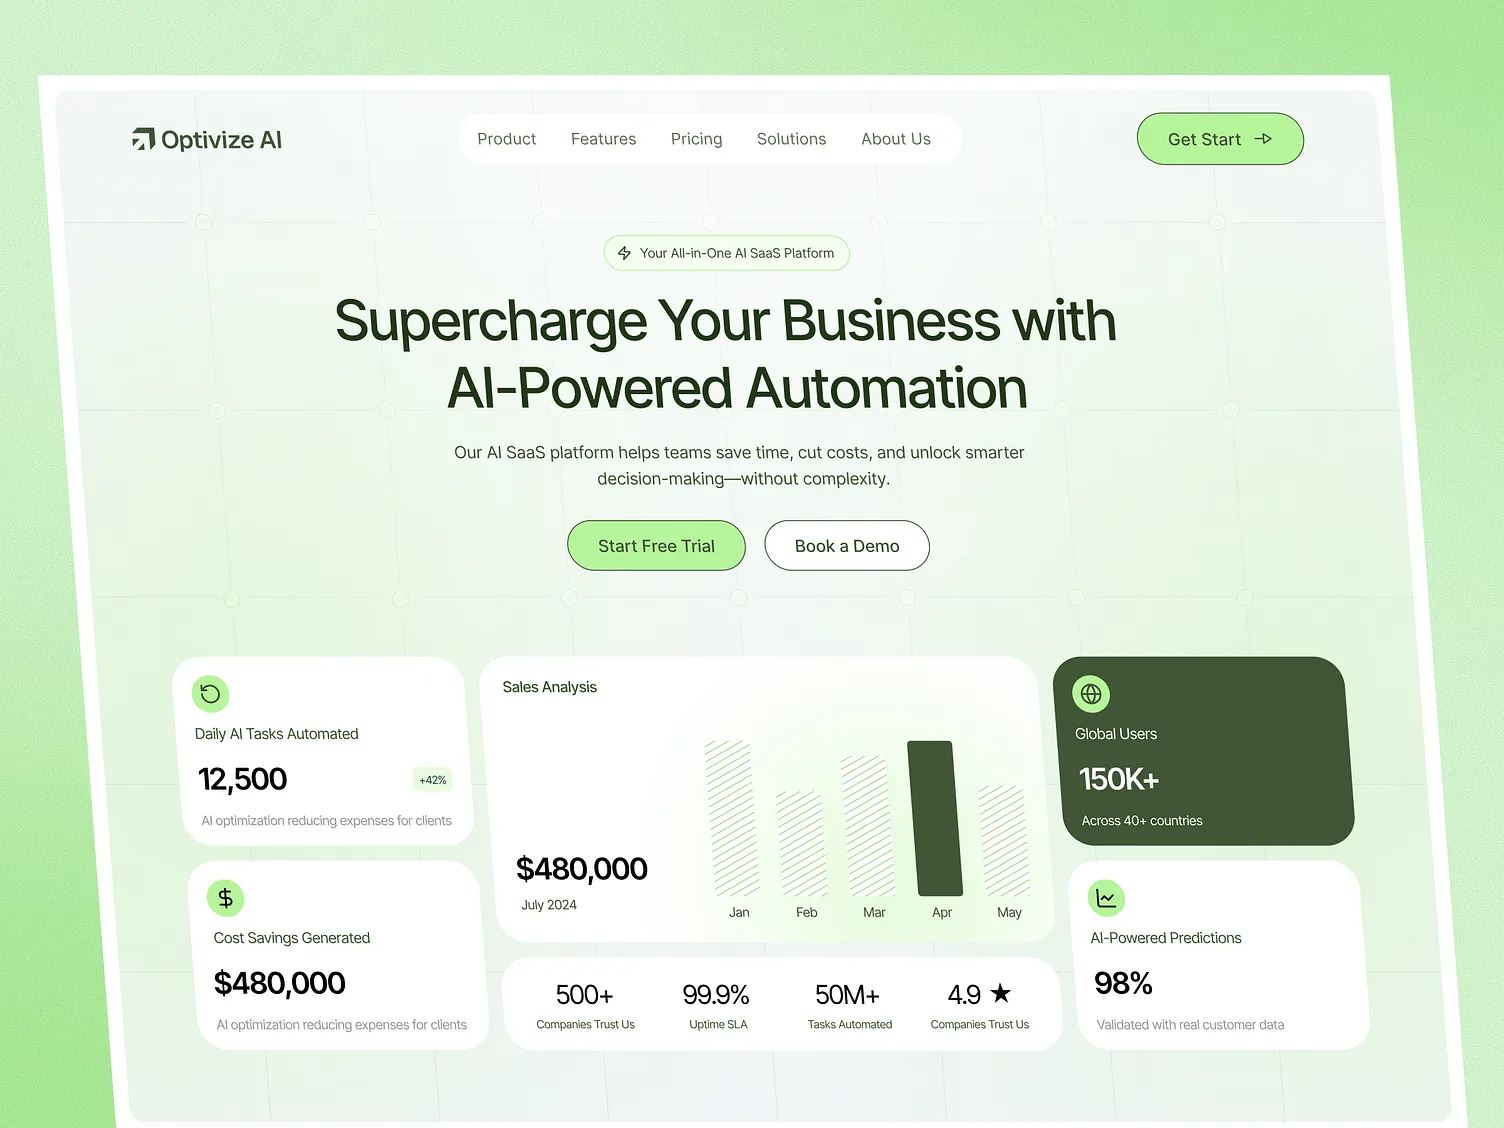 Optivize AI
Product
Features
Pricing
Solutions
About Us
Get Start
Your All-in-One AI SaaS Platform
Supercharge Your Business with
AI-Powered Automation
Our AI SaaS platform helps teams save time, cut costs, and unlock smarter
decision-making—without complexity.
Start Free Trial
Book a Demo
Daily AI Tasks Automated
12,500
+42%
AI optimization reducing expenses for clients
Cost Savings Generated
$480,000
AI optimization reducing expenses for clients
Sales Analysis
$480,000
July 2024
Jan
Feb
Mar
Apr
May
500+
Companies Trust Us
99.9%
Uptime SLA
50M+
Tasks Automated
4.9 ★
Companies Trust Us
Global Users
150K+
Across 40+ countries
AI-Powered Predictions
98%
Validated with real customer data